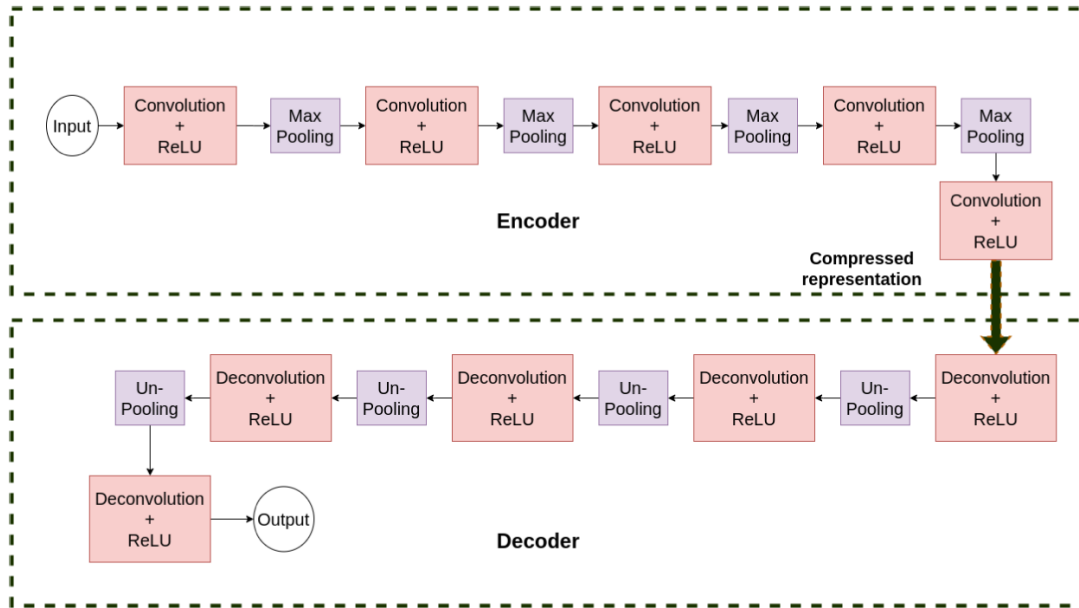 Input
Convolution
+
ReLU
Max
Pooling
Convolution
+
ReLU
Max
Pooling
Convolution
+
ReLU
Max
Pooling
Convolution
+
ReLU
Max
Pooling
Convolution
+
ReLU
Encoder
Compressed
representation
Deconvolution
+
ReLU
Un-
Pooling
Deconvolution
+
ReLU
Un-
Pooling
Deconvolution
+
ReLU
Un-
Pooling
Deconvolution
+
ReLU
Un-
Pooling
Deconvolution
+
ReLU
Output
Decoder